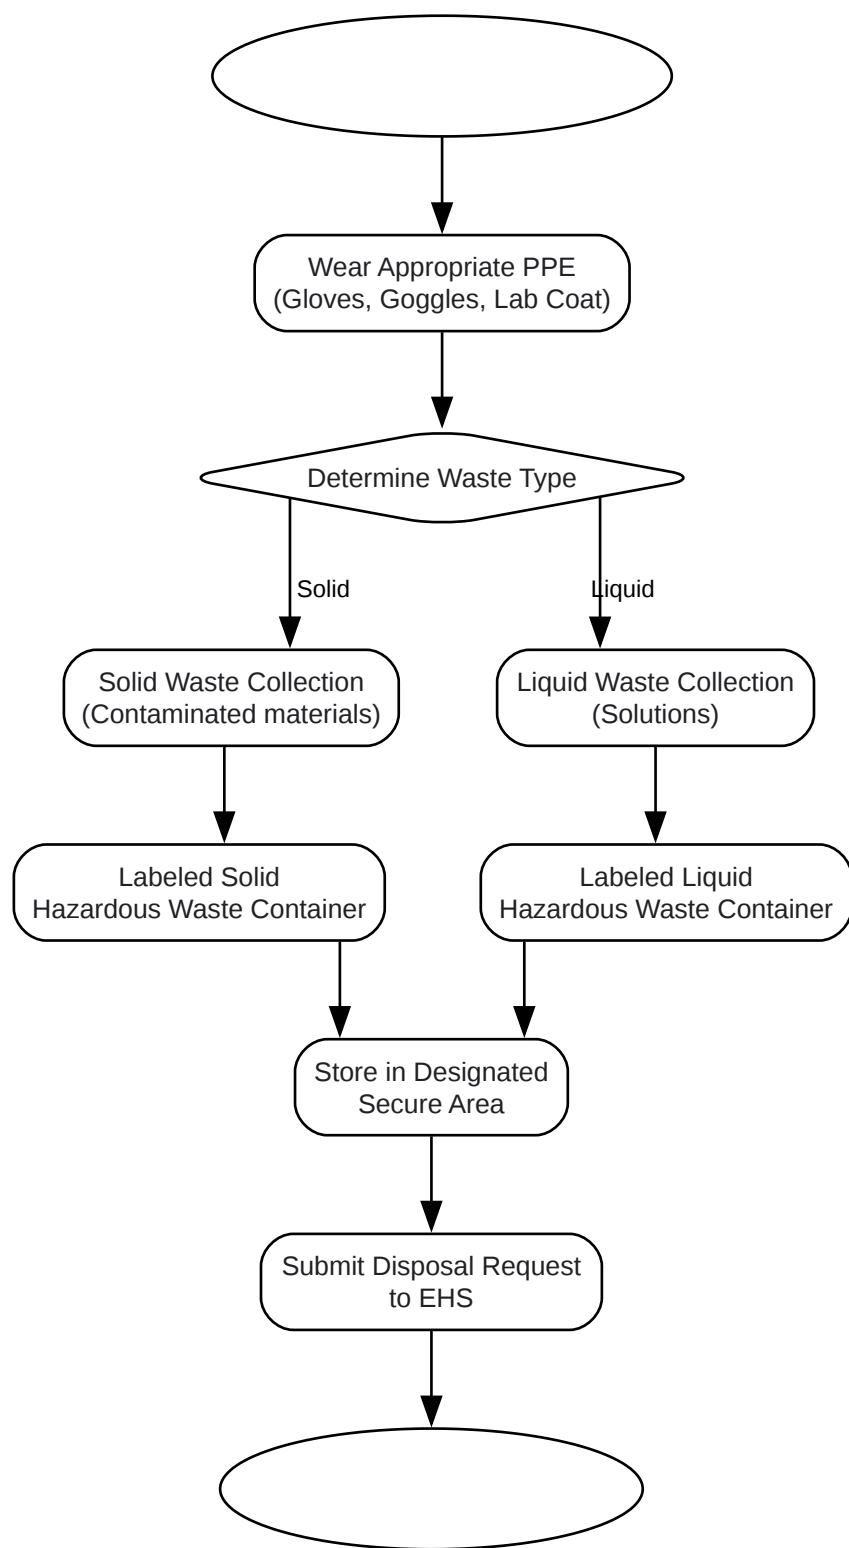 Wear Appropriate PPE
(Gloves, Goggles, Lab Coat)
Determine Waste Type
Solid
Liquid
Solid Waste Collection
(Contaminated materials)
Liquid Waste Collection
(Solutions)
Labeled Solid
Hazardous Waste Container
Labeled Liquid
Hazardous Waste Container
Store in Designated
Secure Area
Submit Disposal Request
to EHS